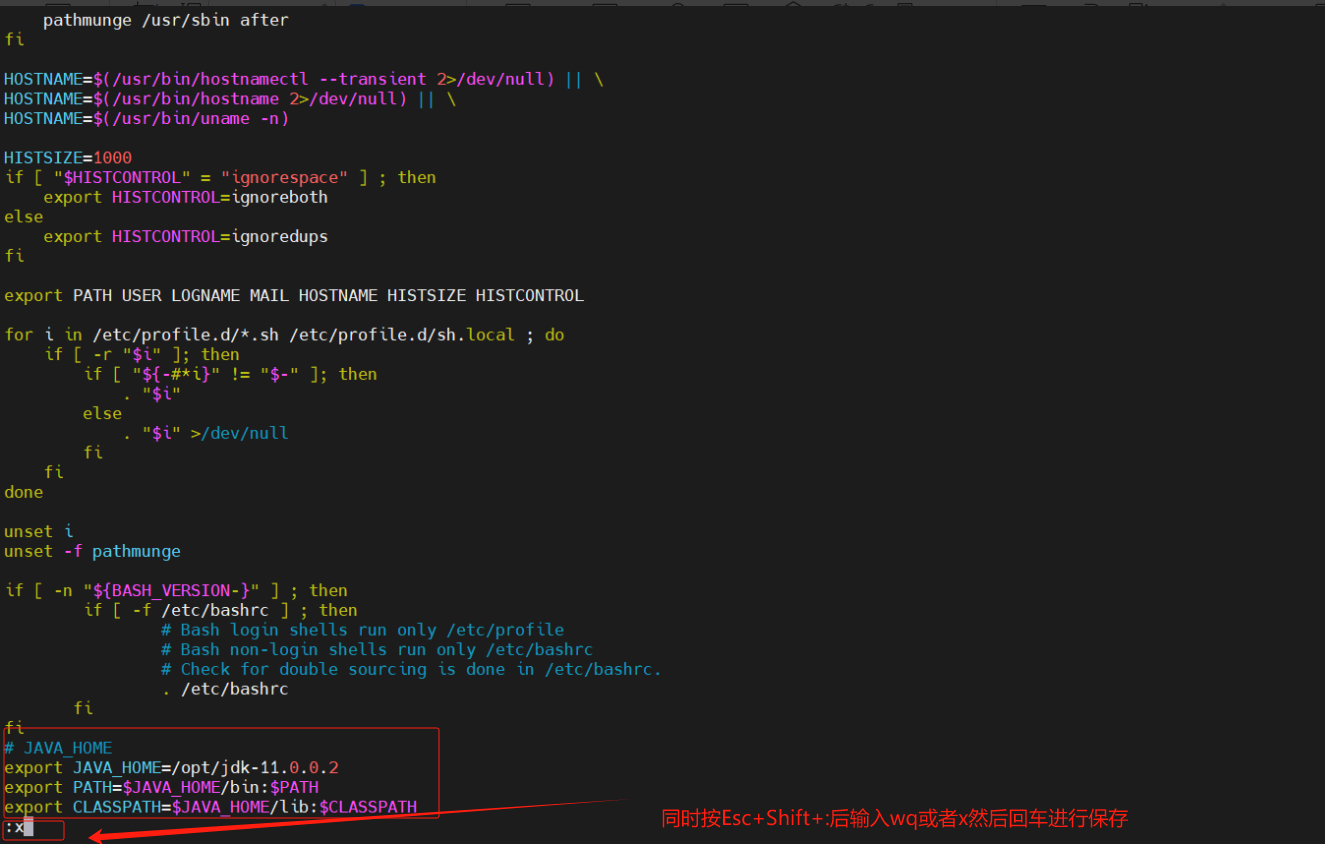 pathmunge /usr/sbin after
fi
HOSTNAME=$(/usr/bin/hostnamectl --transient 2>/dev/null) || \
HOSTNAME=$(/usr/bin/hostname 2>/dev/null) || \
HOSTNAME=$(/usr/bin/uname -n)
HISTSIZE=1000
if [ "$HISTCONTROL" = "ignorespace" ] ; then
export HISTCONTROL=ignoreboth
else
export HISTCONTROL=ignoredups
fi
export PATH USER LOGNAME MAIL HOSTNAME HISTSIZE HISTCONTROL
for i in /etc/profile.d/*.sh /etc/profile.d/sh.local ; do
if [ -r "$i" ]; then
if [ "${-#*i}" != "$-" ]; then
. "$i"
else
. "$i" >/dev/null
fi
fi
done
unset i
unset -f pathmunge
if [ -n "${BASH_VERSION-}" ] ; then
if [ -f /etc/bashrc ] ; then
# Bash login shells run only /etc/profile
# Bash non-login shells run only /etc/bashrc
# Check for double sourcing is done in /etc/bashrc.
. /etc/bashrc
fi
fi
# JAVA_HOME
export JAVA_HOME=/opt/jdk-11.0.0.2
export PATH=$JAVA_HOME/bin:$PATH
export CLASSPATH=$JAVA_HOME/lib:$CLASSPATH
:x
同时按Esc+Shift+:后输入wq或者x然后回车进行保存